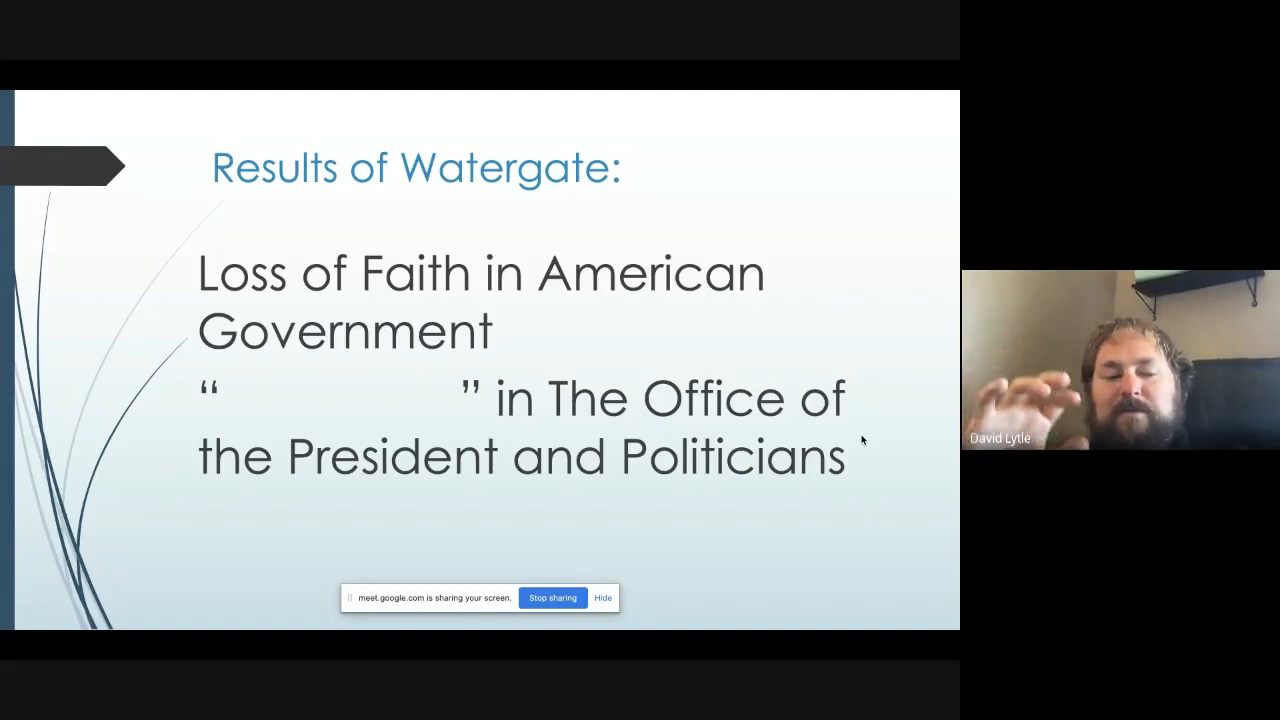 Results of Watergate:
Loss of Faith in American
Government
“ ” in The Office of
the President and Politicians
David Lytle
meet.google.com is sharing your screen. Stop sharing Hide